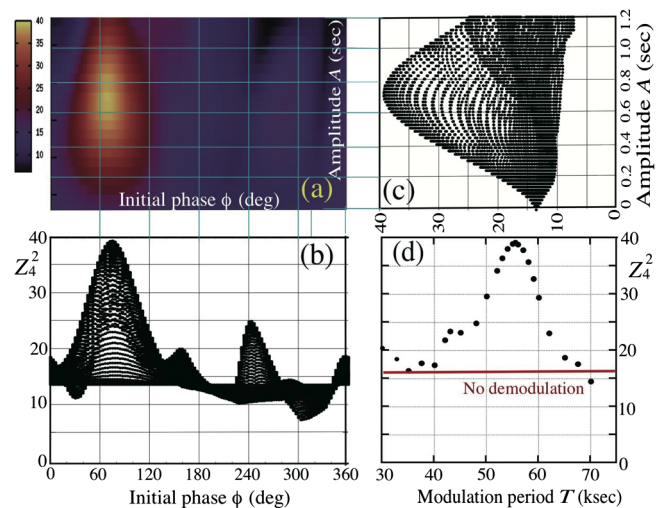 40
35
30
25
20
15
10
Initial phase ϕ (deg)
(a)
Amplitude A (sec)
(c)
0 0.2 0.4 0.6 0.8 1.0 1.2
Amplitude A (sec)
40 30 20 10
40
Z₄²
30
20
10
0
(b)
0 60 120 180 240 300 360
Initial phase ϕ (deg)
(d)
40
Z₄²
30
20
10
0
No demodulation
30 40 50 60 70
Modulation period T (ksec)